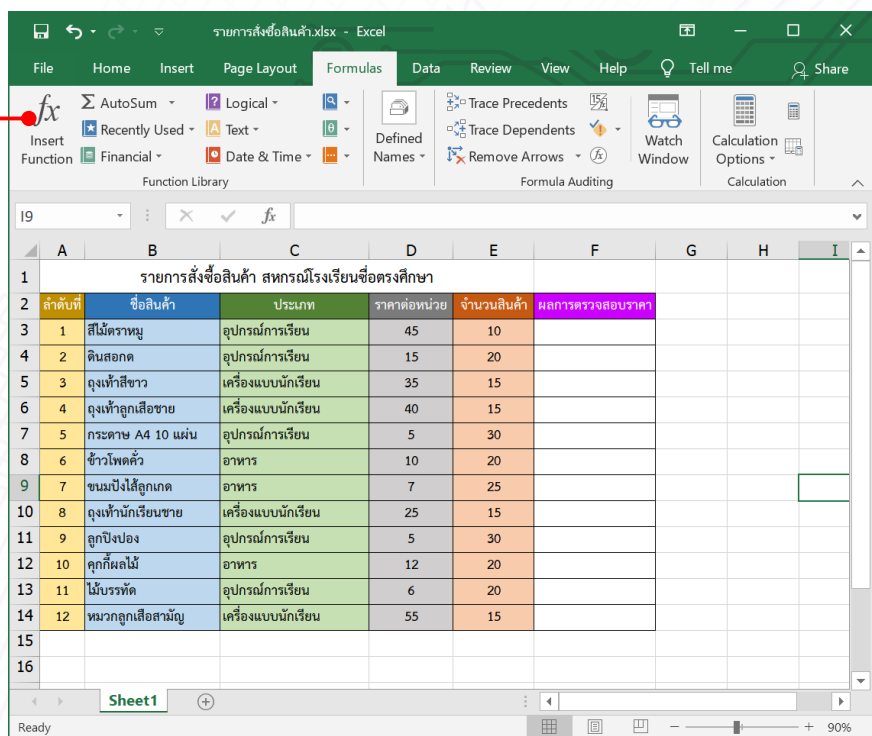 รายการสั่งซื้อสินค้า.xlsx - Excel
File Home Insert Page Layout Formulas Data Review View Help Tell me Share
fx Insert Function
Σ AutoSum
Recently Used
Financial
? Logical
A Text
Date & Time
θ
Function Library
Defined Names
Trace Precedents
Trace Dependents
Remove Arrows
fx
Formula Auditing
Watch Window
Calculation Options
Calculation
I9 fx
A B C D E F G H I
1 รายการสั่งซื้อสินค้า สหกรณ์โรงเรียนซื่อตรงศึกษา
2 ลำดับที่ ชื่อสินค้า ประเภท ราคาต่อหน่วย จำนวนสินค้า ผลการตรวจสอบราคา
3 1 สีไม้ตราหมู อุปกรณ์การเรียน 45 10
4 2 ดินสอกด อุปกรณ์การเรียน 15 20
5 3 ถุงเท้าสีขาว เครื่องแบบนักเรียน 35 15
6 4 ถุงเท้าลูกเสือชาย เครื่องแบบนักเรียน 40 15
7 5 กระดาษ A4 10 แผ่น อุปกรณ์การเรียน 5 30
8 6 ข้าวโพดคั่ว อาหาร 10 20
9 7 ขนมปังไส้ลูกเกด อาหาร 7 25
10 8 ถุงเท้านักเรียนชาย เครื่องแบบนักเรียน 25 15
11 9 ลูกปิงปอง อุปกรณ์การเรียน 5 30
12 10 คุกกี้ผลไม้ อาหาร 12 20
13 11 ไม้บรรทัด อุปกรณ์การเรียน 6 20
14 12 หมวกลูกเสือสามัญ เครื่องแบบนักเรียน 55 15
15
16
Sheet1
Ready 90%